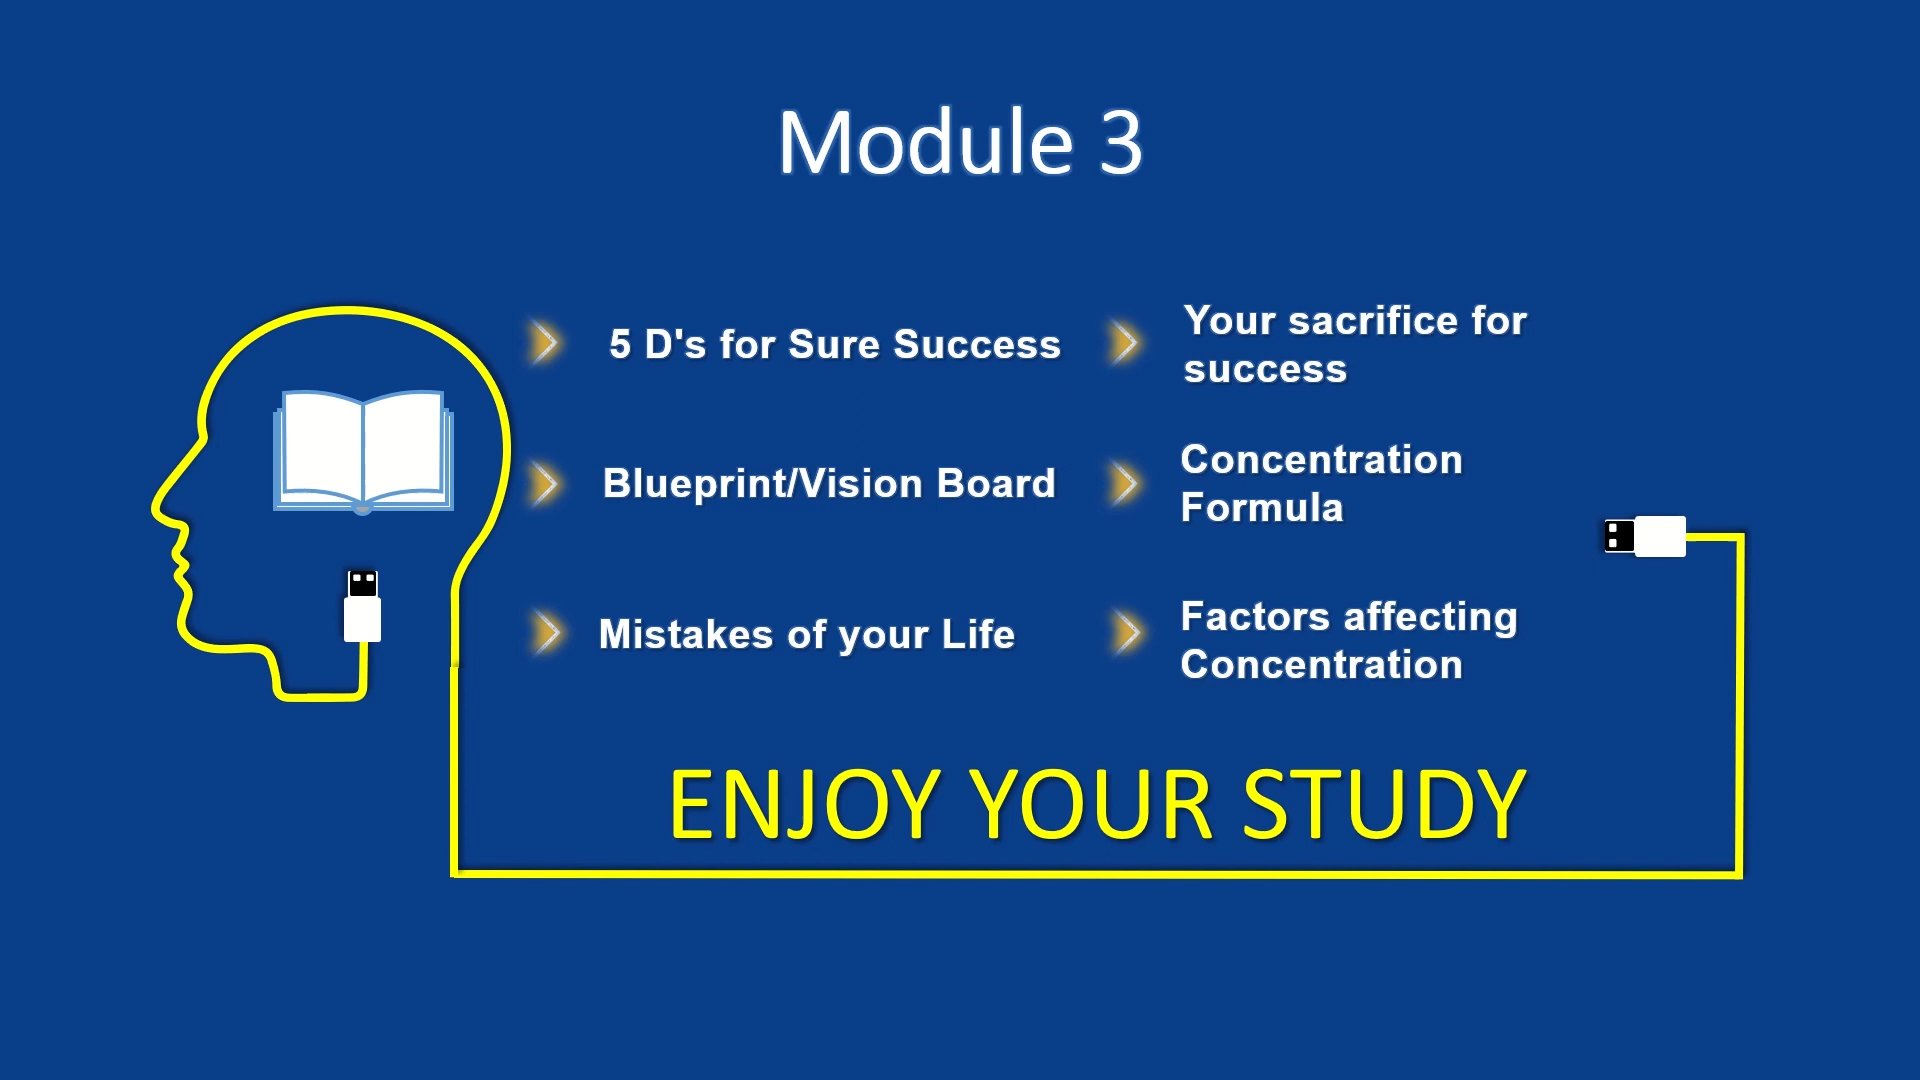 Module 3
5 D's for Sure Success
Your sacrifice for
success
Blueprint/Vision Board
Concentration
Formula
Mistakes of your Life
Factors affecting
Concentration
ENJOY YOUR STUDY